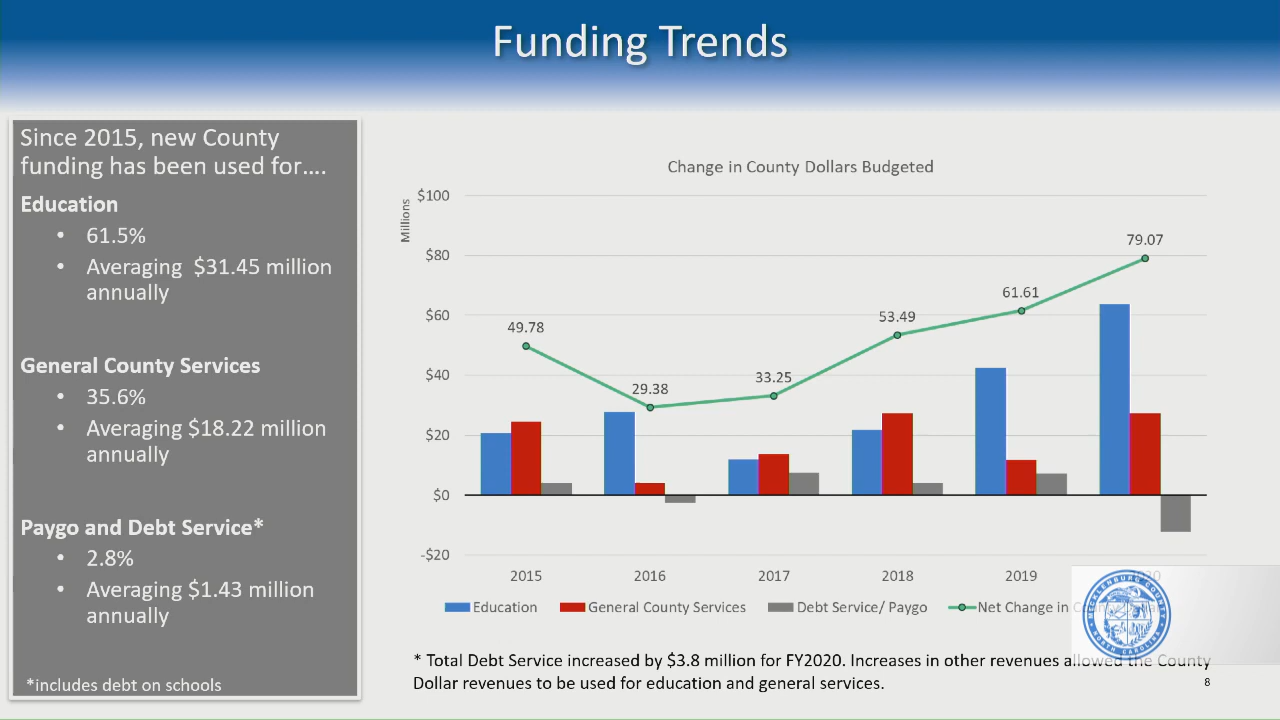 Funding Trends
Since 2015, new County
funding has been used for....
Education
• 61.5%
• Averaging $31.45 million
annually
General County Services
• 35.6%
• Averaging $18.22 million
annually
Paygo and Debt Service*
• 2.8%
• Averaging $1.43 million
annually
*includes debt on schools
Change in County Dollars Budgeted
Millions
$100
$80
$60
$40
$20
$0
-$20
49.78
29.38
33.25
53.49
61.61
79.07
2015 2016 2017 2018 2019
Education General County Services Debt Service/ Paygo Net Change in
* Total Debt Service increased by $3.8 million for FY2020. Increases in other revenues allowed the County
Dollar revenues to be used for education and general services.
8
MECKLENBURG COUNTY
NORTH CAROLINA